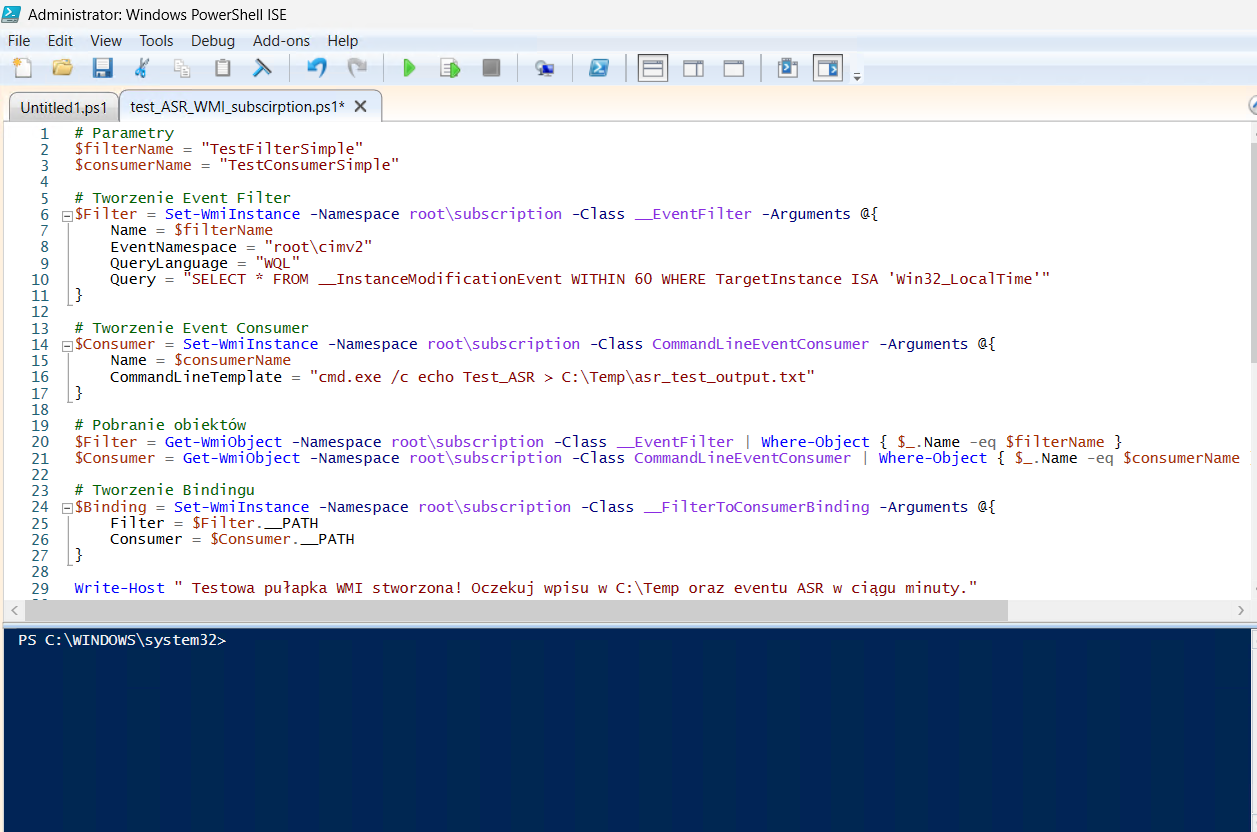 Administrator: Windows PowerShell ISE
File Edit View Tools Debug Add-ons Help
Untitled1.ps1 test_ASR_WMI_subscirption.ps1*
1 # Parametry
2 $filterName = "TestFilterSimple"
3 $consumerName = "TestConsumerSimple"
4
5 # Tworzenie Event Filter
6 $Filter = Set-WmiInstance -Namespace root\subscription -Class __EventFilter -Arguments @{
7 Name = $filterName
8 EventNamespace = "root\cimv2"
9 QueryLanguage = "WQL"
10 Query = "SELECT * FROM __InstanceModificationEvent WITHIN 60 WHERE TargetInstance ISA 'Win32_LocalTime'"
11 }
12
13 # Tworzenie Event Consumer
14 $Consumer = Set-WmiInstance -Namespace root\subscription -Class CommandLineEventConsumer -Arguments @{
15 Name = $consumerName
16 CommandLineTemplate = "cmd.exe /c echo Test_ASR > C:\Temp\asr_test_output.txt"
17 }
18
19 # Pobranie obiektów
20 $Filter = Get-WmiObject -Namespace root\subscription -Class __EventFilter | Where-Object { $_.Name -eq $filterName }
21 $Consumer = Get-WmiObject -Namespace root\subscription -Class CommandLineEventConsumer | Where-Object { $_.Name -eq $consumerName
22
23 # Tworzenie Bindingu
24 $Binding = Set-WmiInstance -Namespace root\subscription -Class __FilterToConsumerBinding -Arguments @{
25 Filter = $Filter.__PATH
26 Consumer = $Consumer.__PATH
27 }
28
29 Write-Host " Testowa pułapka WMI stworzona! Oczekuj wpisu w C:\Temp oraz eventu ASR w ciągu minuty."
PS C:\WINDOWS\system32>